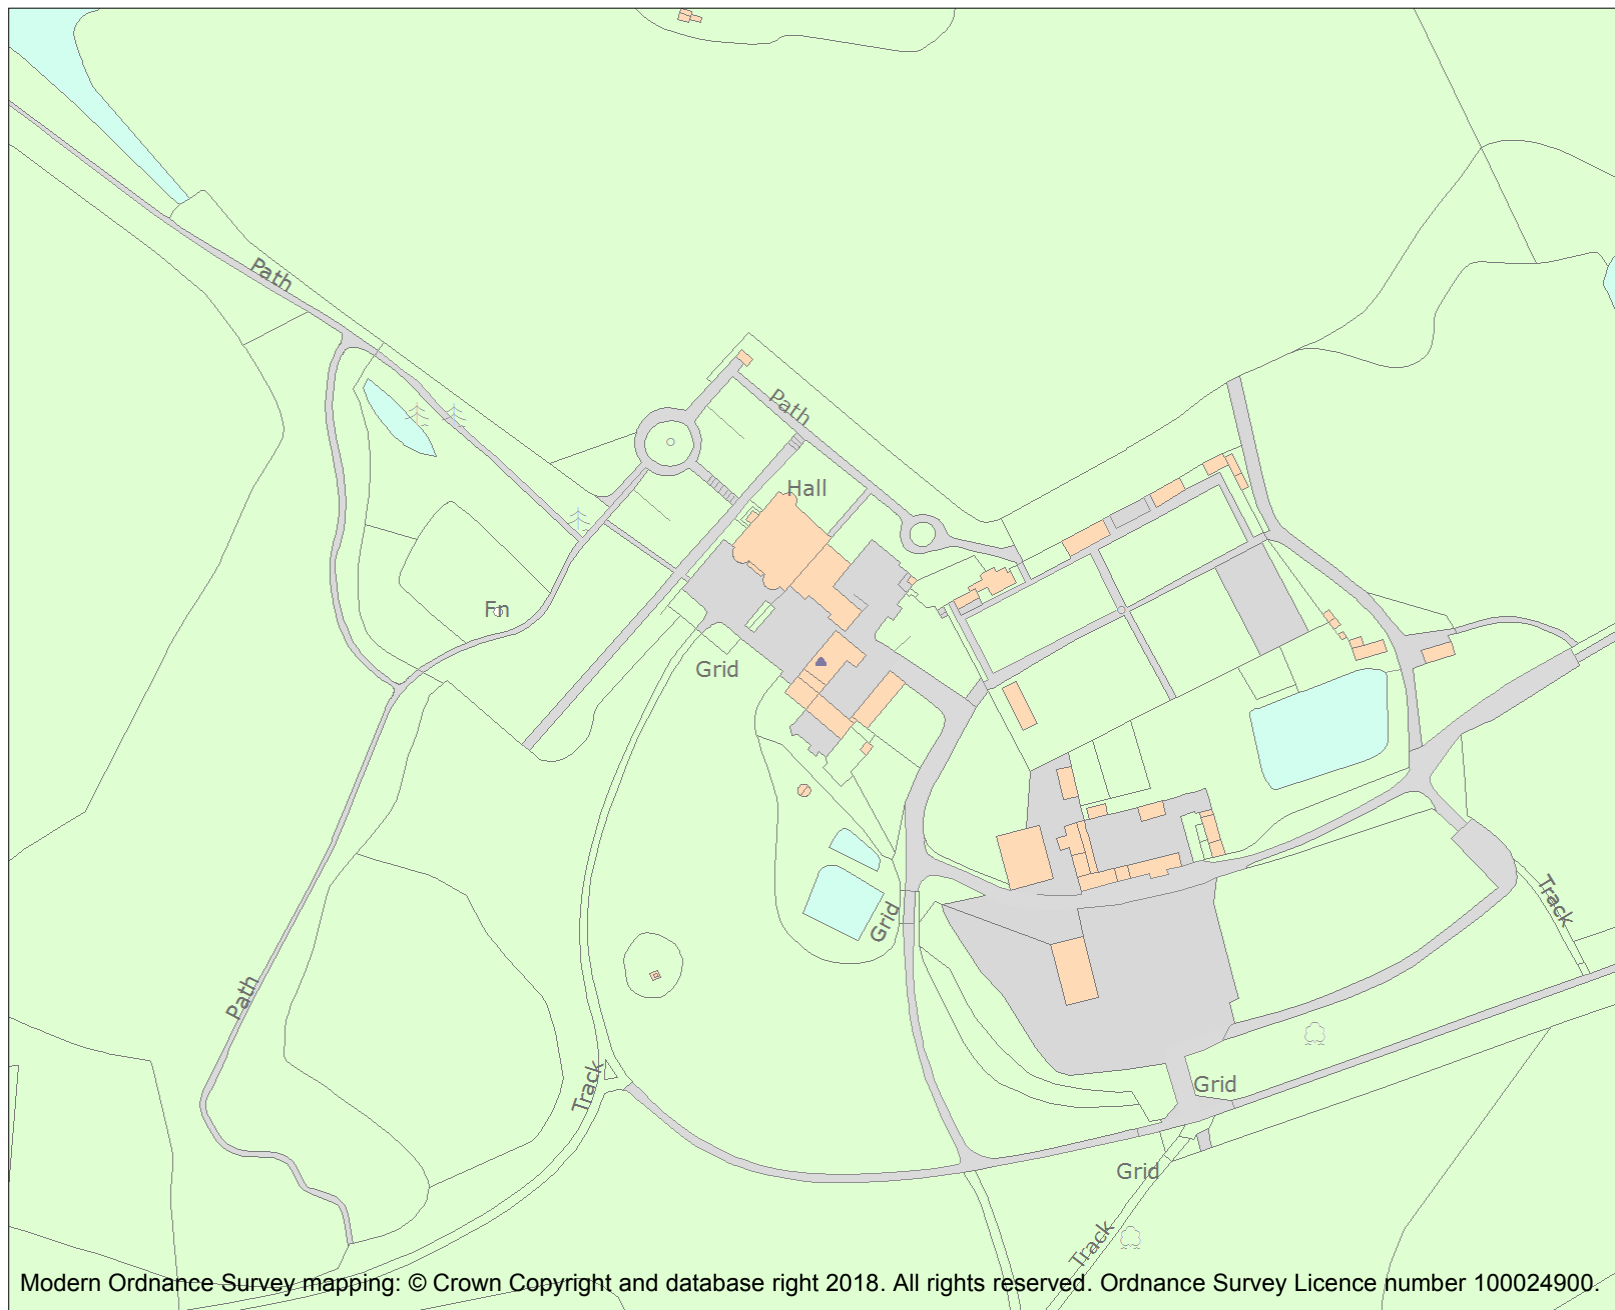 Path
Path
Hall
Fn
Grid
Track
Grid
Path
Track
Grid
Grid
Track
Modern Ordnance Survey mapping: © Crown Copyright and database right 2018. All rights reserved. Ordnance Survey Licence number 100024900.